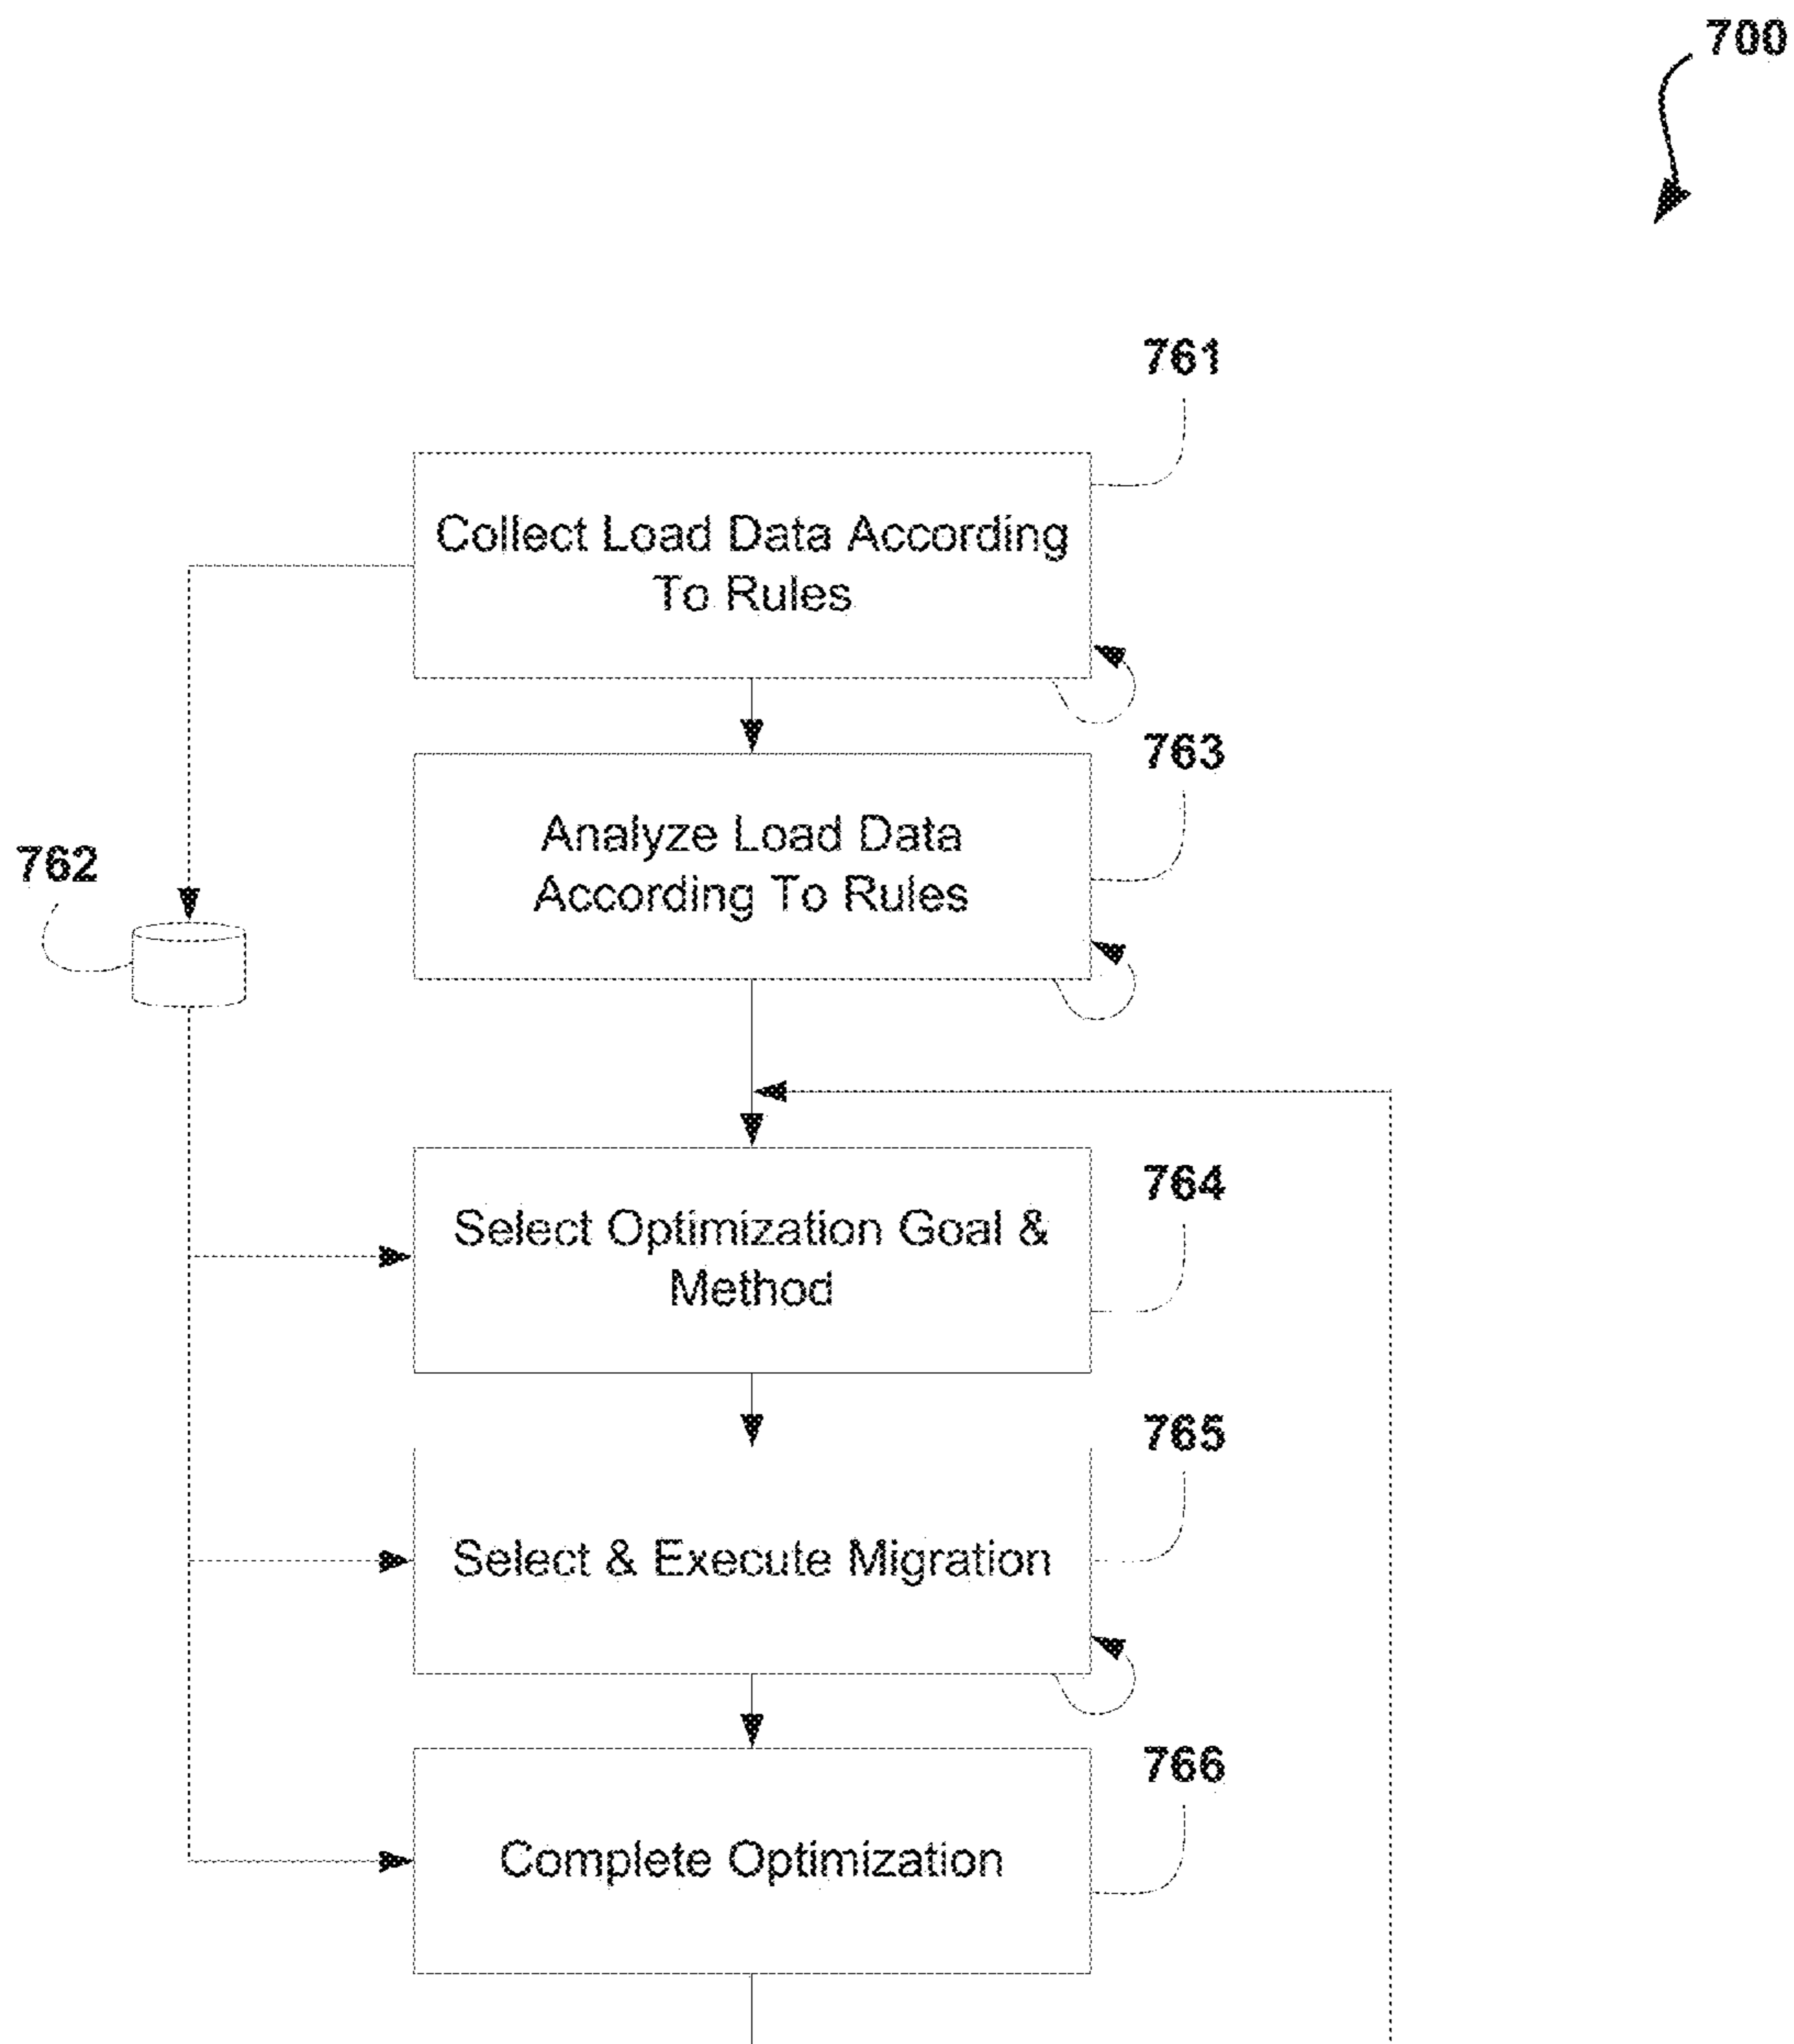 700
761
Collect Load Data According
To Rules
763
Analyze Load Data
According To Rules
762
764
Select Optimization Goal &
Method
765
Select & Execute Migration
766
Complete Optimization